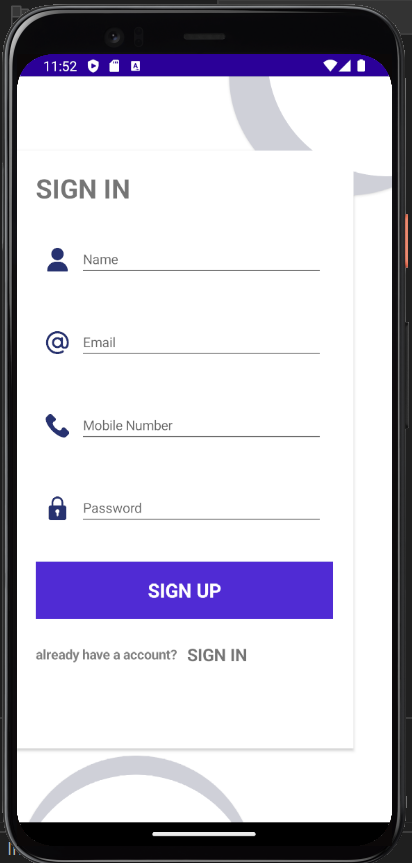 11:52
SIGN IN
Name
Email
Mobile Number
Password
SIGN UP
already have a account? SIGN IN